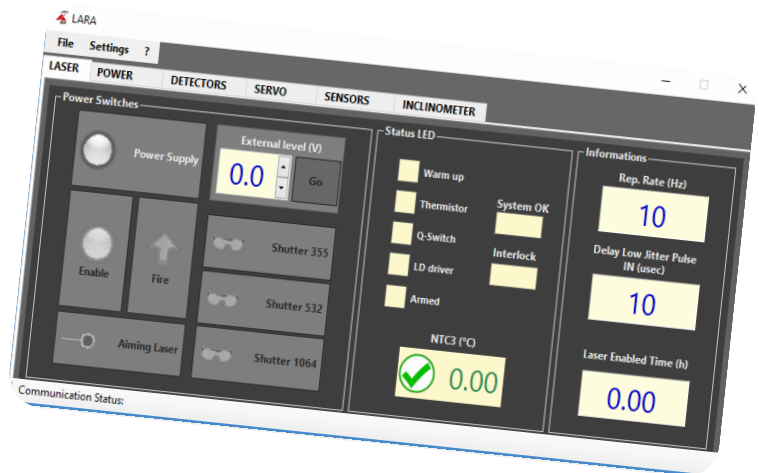 LARA
File Settings ?
LASER POWER DETECTORS SERVO SENSORS INCLINOMETER
Power Switches
Power Supply
External level (V)
0.0
Go
Enable
Fire
Shutter 355
Shutter 532
Aiming Laser
Shutter 1064
Status LED
Warm up
Thermistor
Q-Switch
LD driver
Armed
System OK
Interlock
NTC3 (°C)
0.00
Informations
Rep. Rate (Hz)
10
Delay Low Jitter Pulse
IN (usec)
10
Laser Enabled Time (h)
0.00
Communication Status: